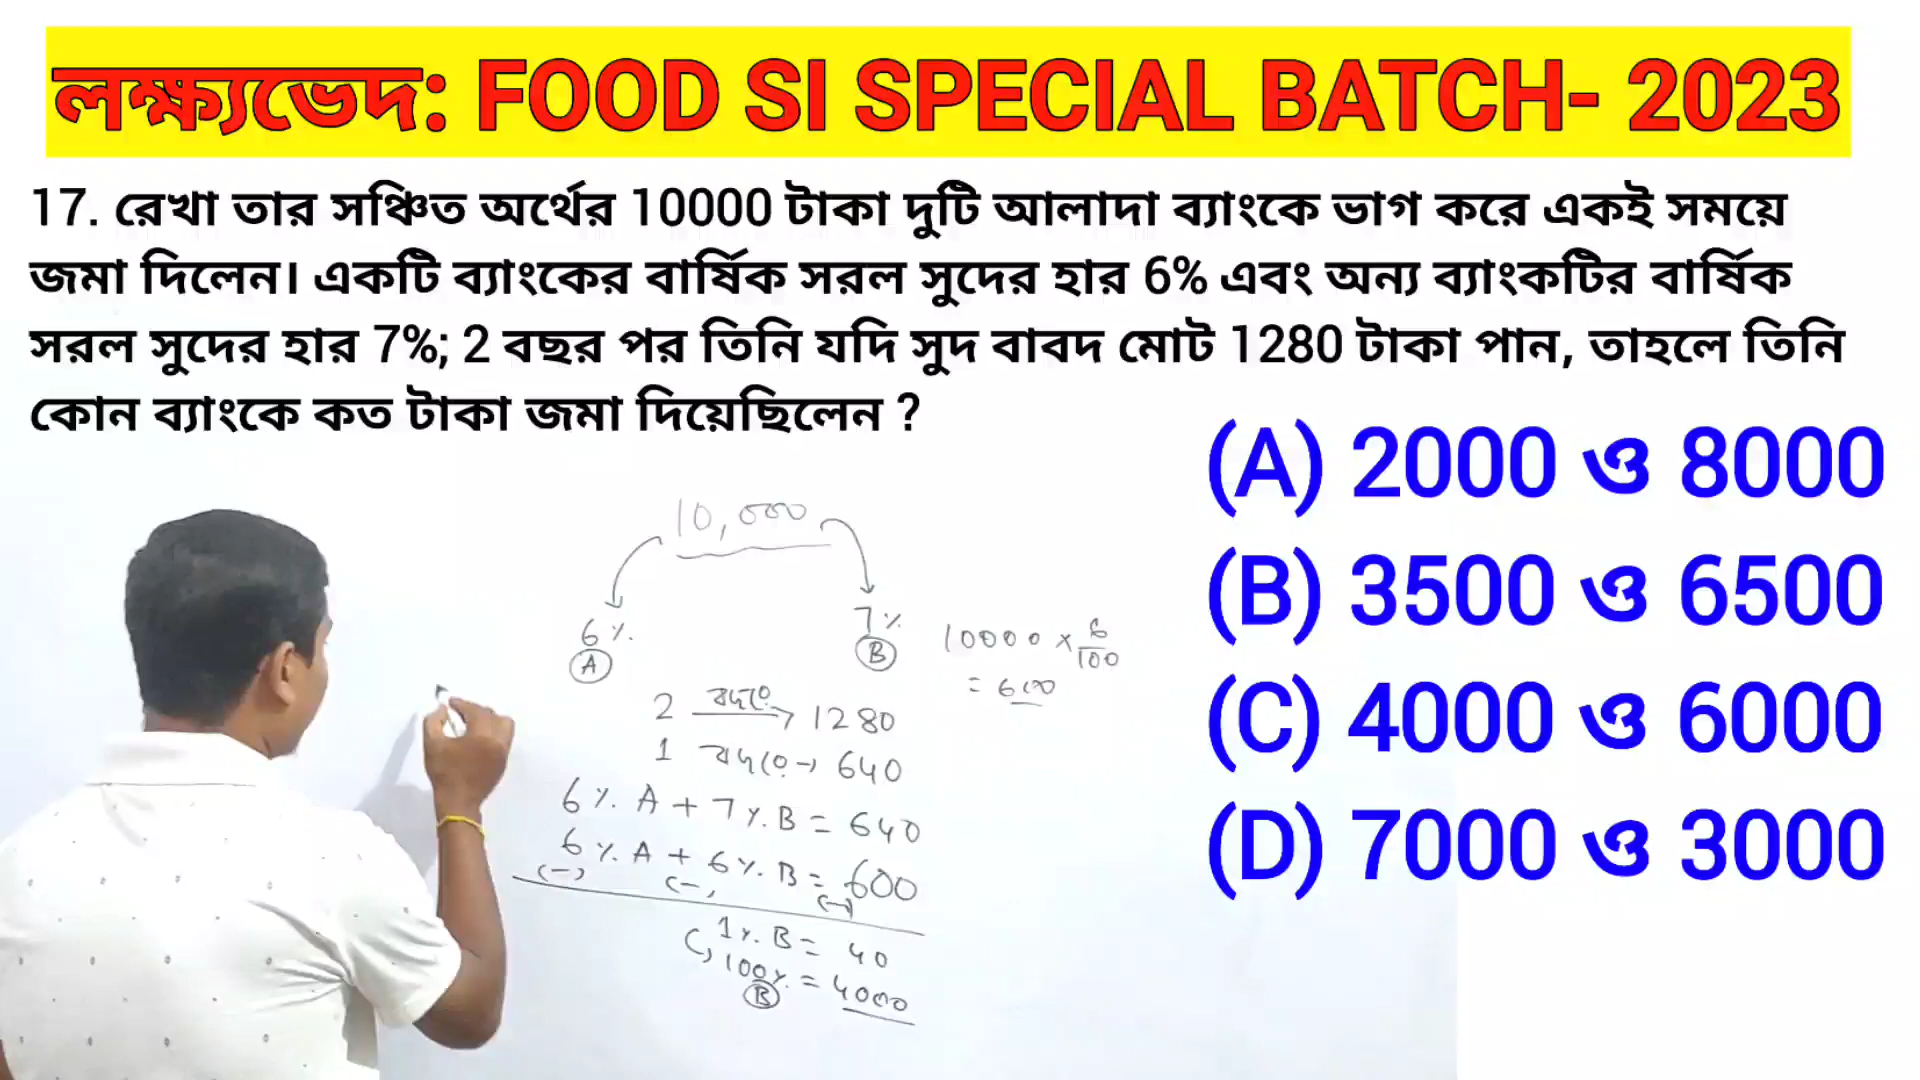 লক্ষ্যভেদ: FOOD SI SPECIAL BATCH- 2023
17. রেখা তার সঞ্চিত অর্থের 10000 টাকা দুটি আলাদা ব্যাংকে ভাগ করে একই সময়ে
জমা দিলেন। একটি ব্যাংকের বার্ষিক সরল সুদের হার 6% এবং অন্য ব্যাংকটির বার্ষিক
সরল সুদের হার 7%; 2 বছর পর তিনি যদি সুদ বাবদ মোট 1280 টাকা পান, তাহলে তিনি
কোন ব্যাংকে কত টাকা জমা দিয়েছিলেন ?
(A) 2000 ও 8000
(B) 3500 ও 6500
(C) 4000 ও 6000
(D) 7000 ও 3000
10,000
6% 7%
A B
10000 × 6/100
= 600
2 বছরে → 1280
1 বছরে → 640
6% A + 7% B = 640
6% A + 6% B = 600
(-) (-) (-)
1% B = 40
100% = 4000
B